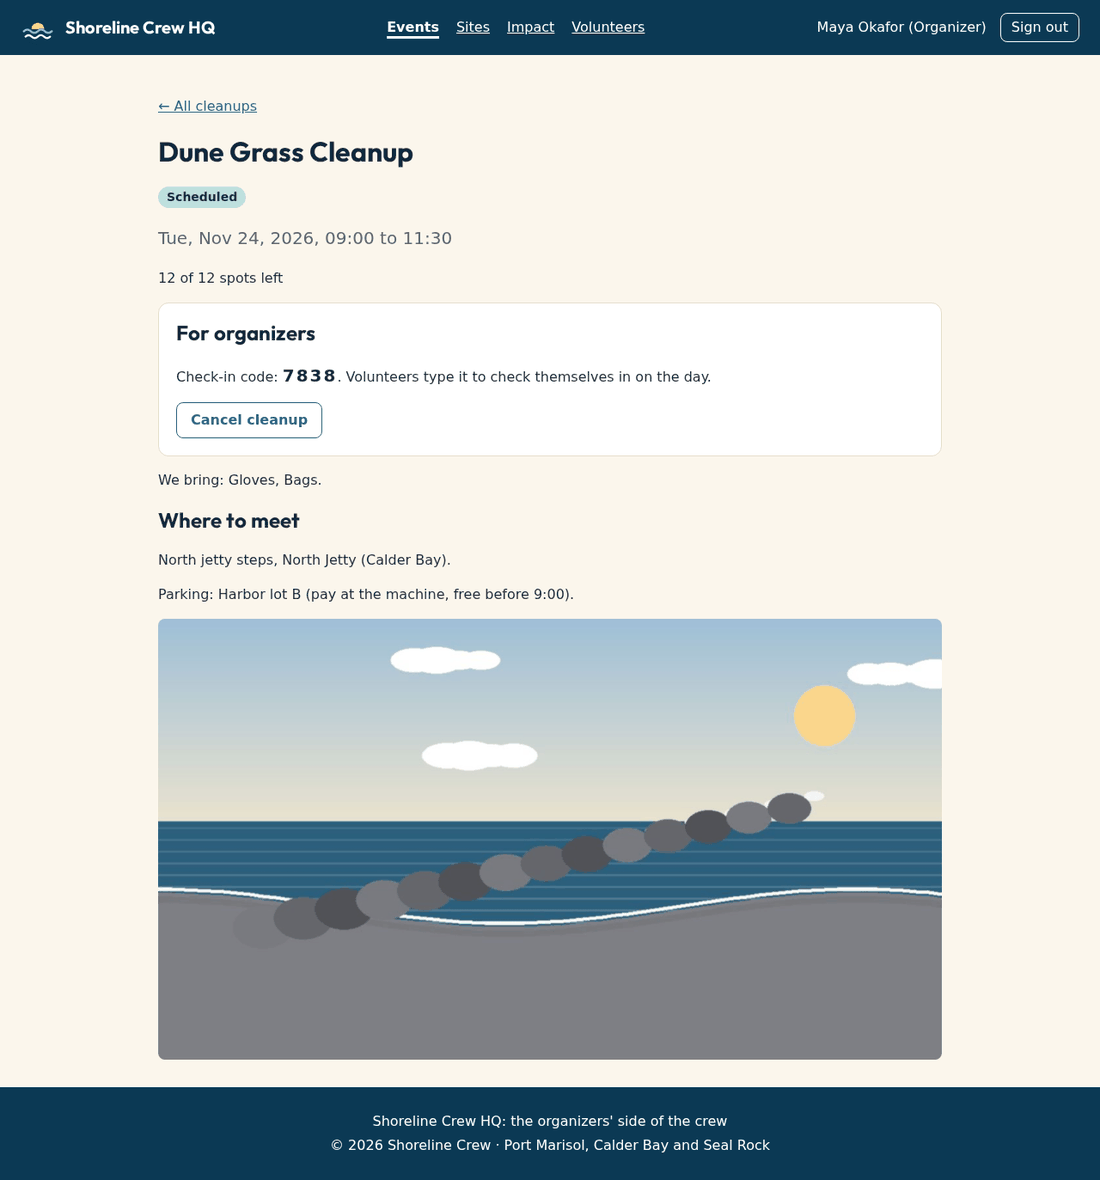 Shoreline Crew HQ
Events Sites Impact Volunteers
Maya Okafor (Organizer) Sign out
← All cleanups
Dune Grass Cleanup
Scheduled
Tue, Nov 24, 2026, 09:00 to 11:30
12 of 12 spots left
For organizers
Check-in code: 7838. Volunteers type it to check themselves in on the day.
Cancel cleanup
We bring: Gloves, Bags.
Where to meet
North jetty steps, North Jetty (Calder Bay).
Parking: Harbor lot B (pay at the machine, free before 9:00).
Shoreline Crew HQ: the organizers' side of the crew
© 2026 Shoreline Crew · Port Marisol, Calder Bay and Seal Rock